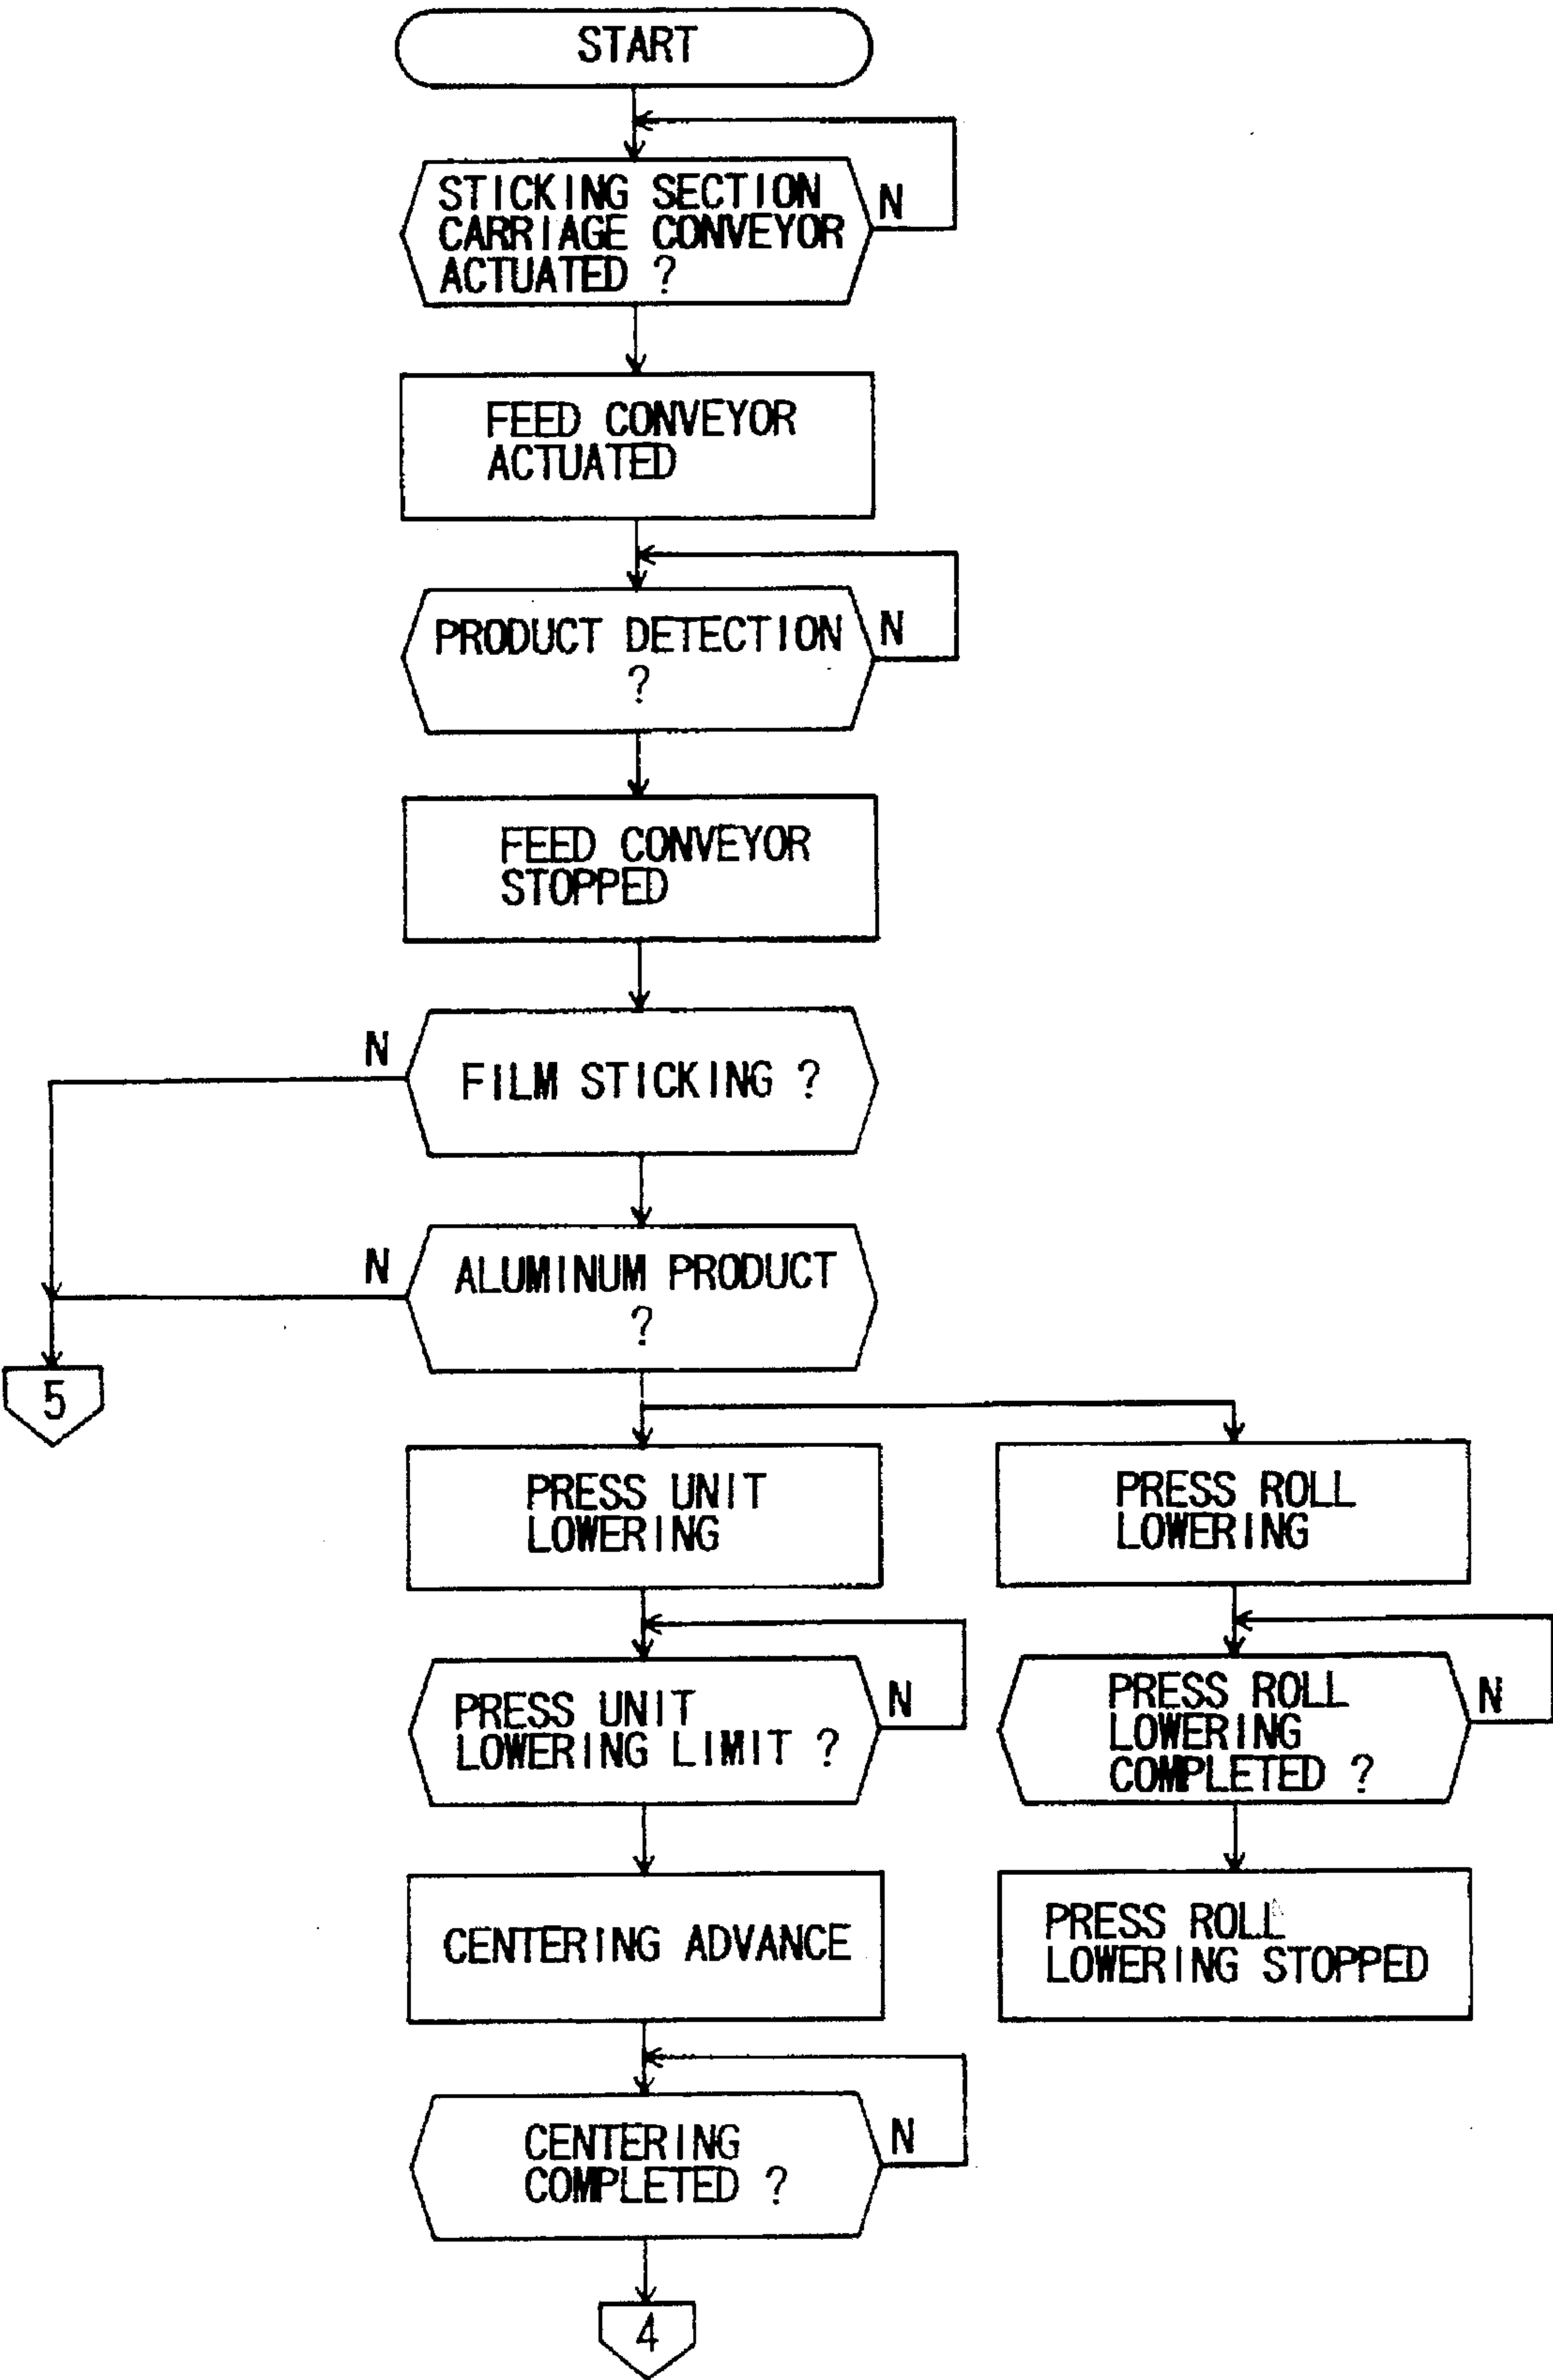 START
STICKING SECTION
CARRIAGE CONVEYOR
ACTUATED ?
N
FEED CONVEYOR
ACTUATED
PRODUCT DETECTION
?
N
FEED CONVEYOR
STOPPED
N
FILM STICKING ?
N
ALUMINUM PRODUCT
?
5
PRESS UNIT
LOWERING
PRESS ROLL
LOWERING
PRESS UNIT
LOWERING LIMIT ?
N
PRESS ROLL
LOWERING
COMPLETED ?
N
CENTERING ADVANCE
PRESS ROLL
LOWERING STOPPED
CENTERING
COMPLETED ?
N
4